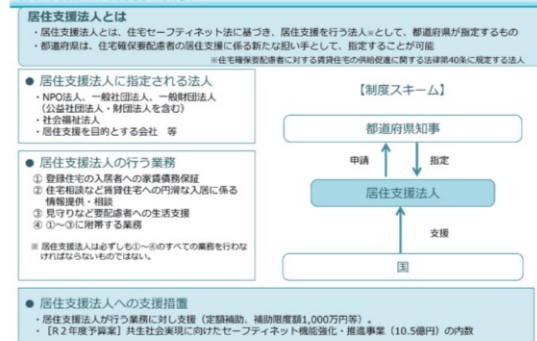 居住支援法人とは
・居住支援法人とは、住宅セーフティネット法に基づき、居住支援を行う法人※として、都道府県が指定するもの
・都道府県は、住宅確保要配慮者の居住支援に係る新たな担い手として、指定することが可能
※住宅確保要配慮者に対する賃貸住宅の供給促進に関する法律第40条に規定する法人
● 居住支援法人に指定される法人
・NPO法人、一般社団法人、一般財団法人
（公益社団法人・財団法人を含む）
・社会福祉法人
・居住支援を目的とする会社　等
● 居住支援法人の行う業務
① 登録住宅の入居者への家賃債務保証
② 住宅相談など賃貸住宅への円滑な入居に係る
情報提供・相談
③ 見守りなど要配慮者への生活支援
④ ①～③に附帯する業務
※ 居住支援法人は必ずしも①～④のすべての業務を行わな
ければならないものではない。
【制度スキーム】
都道府県知事
申請
指定
居住支援法人
支援
国
● 居住支援法人への支援措置
・居住支援法人が行う業務に対し支援（定額補助、補助限度額1,000万円等）。
・［R２年度予算案］共生社会実現に向けたセーフティネット機能強化・推進事業（10.5億円）の内数